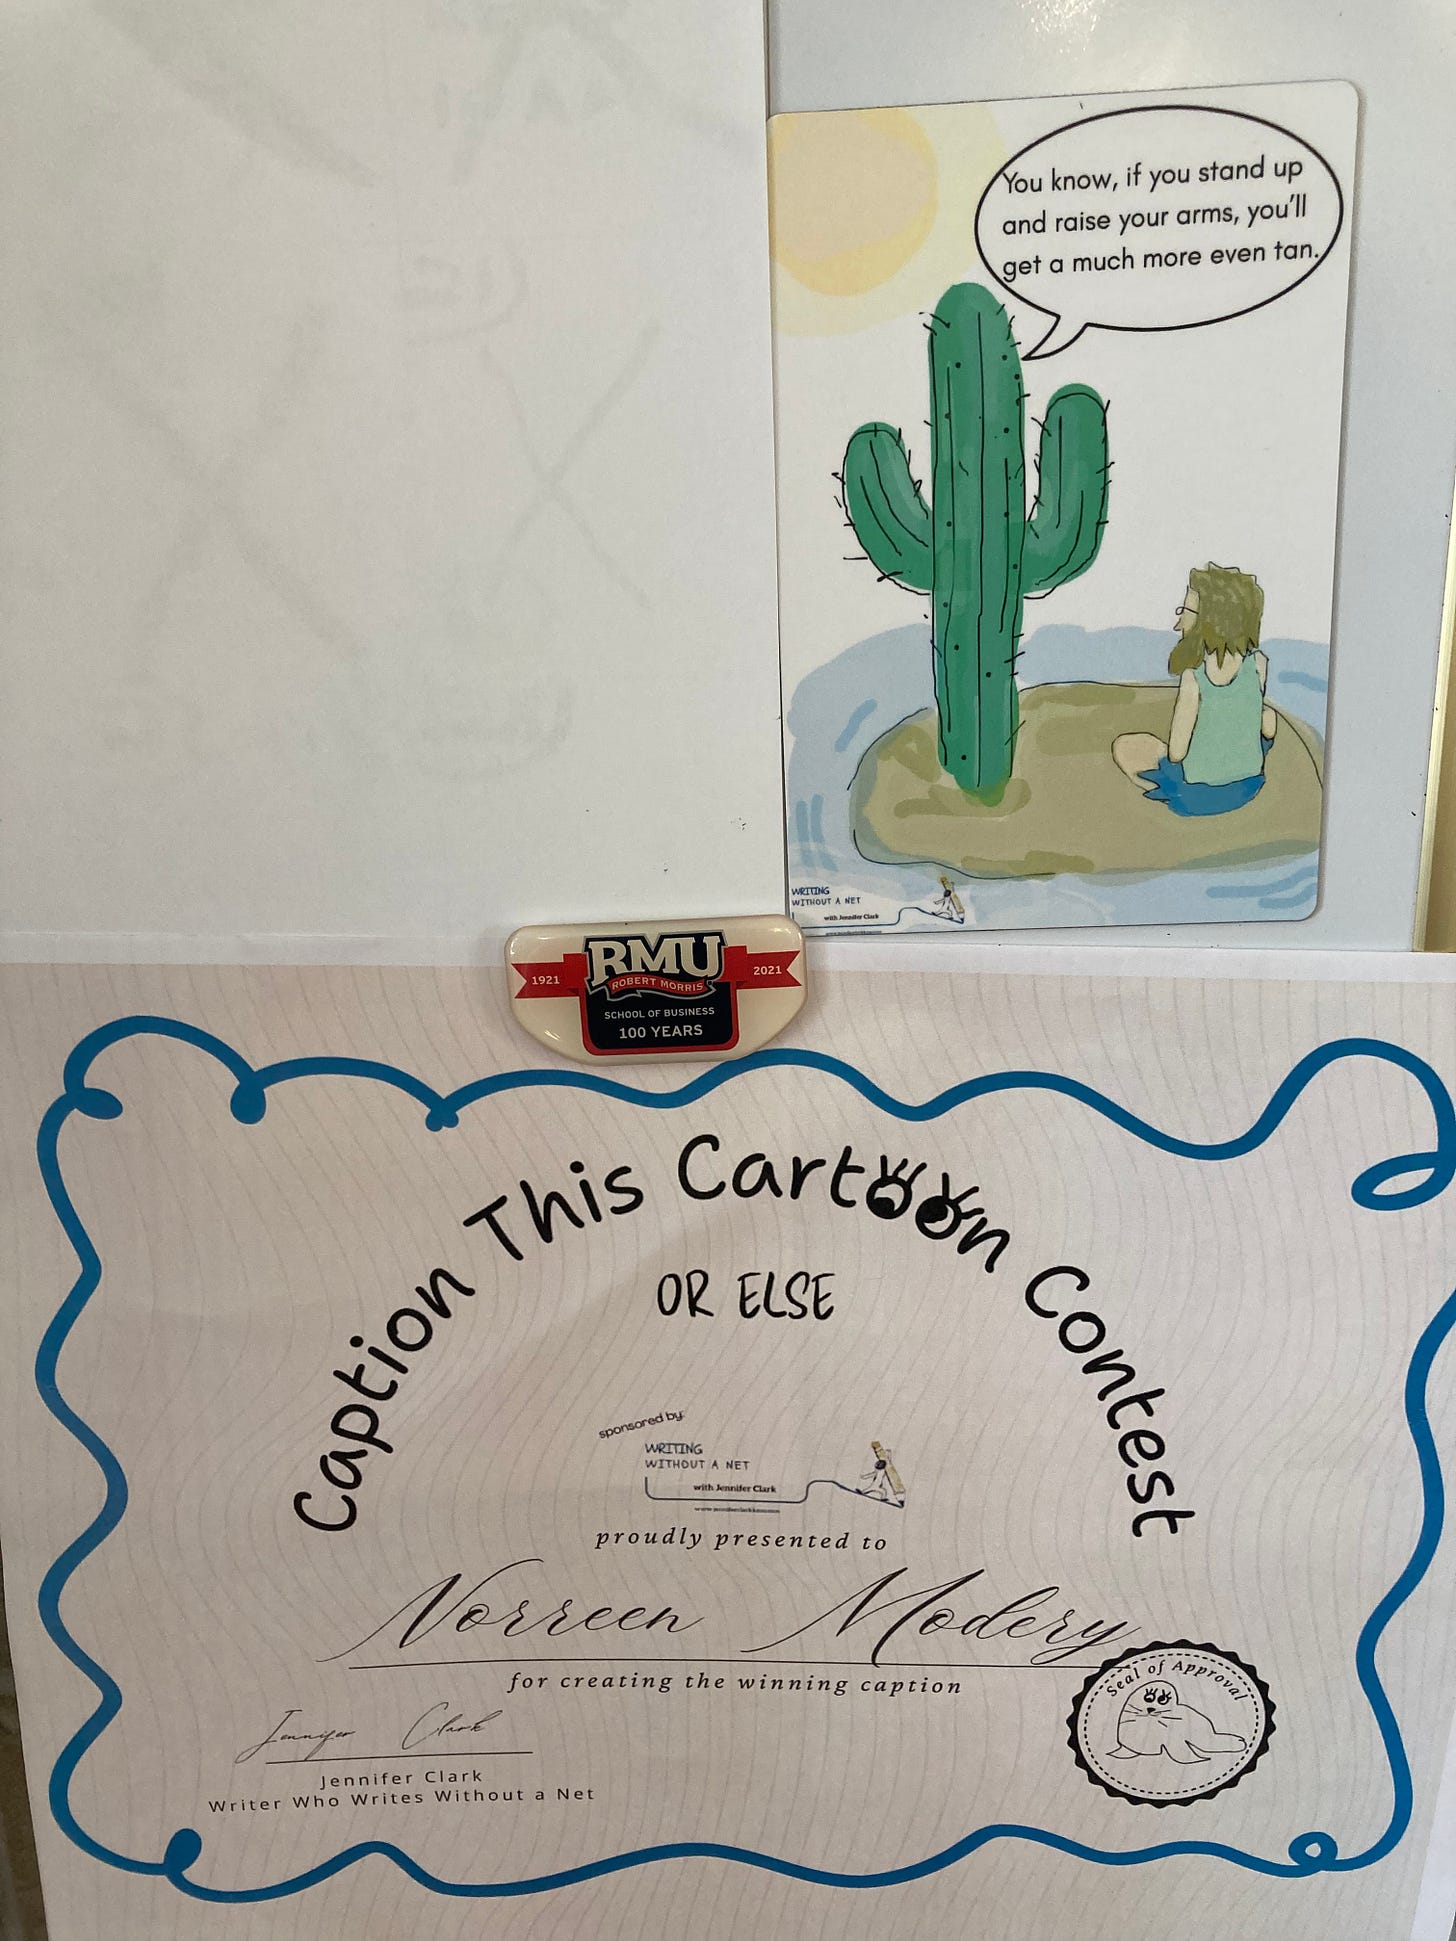 You know, if you stand up
and raise your arms, you'll
get a much more even tan.
WRITING
WITHOUT A NET
with Jennifer Clark
1921
RMU
2021
ROBERT MORRIS
SCHOOL OF BUSINESS
100 YEARS
Caption This Cartoon Contest
OR ELSE
sponsored by:
WRITING
WITHOUT A NET
with Jennifer Clark
proudly presented to
Norreen Modery
for creating the winning caption
Seal of Approval
Jennifer Clark
Jennifer Clark
Writer Who Writes Without a Net